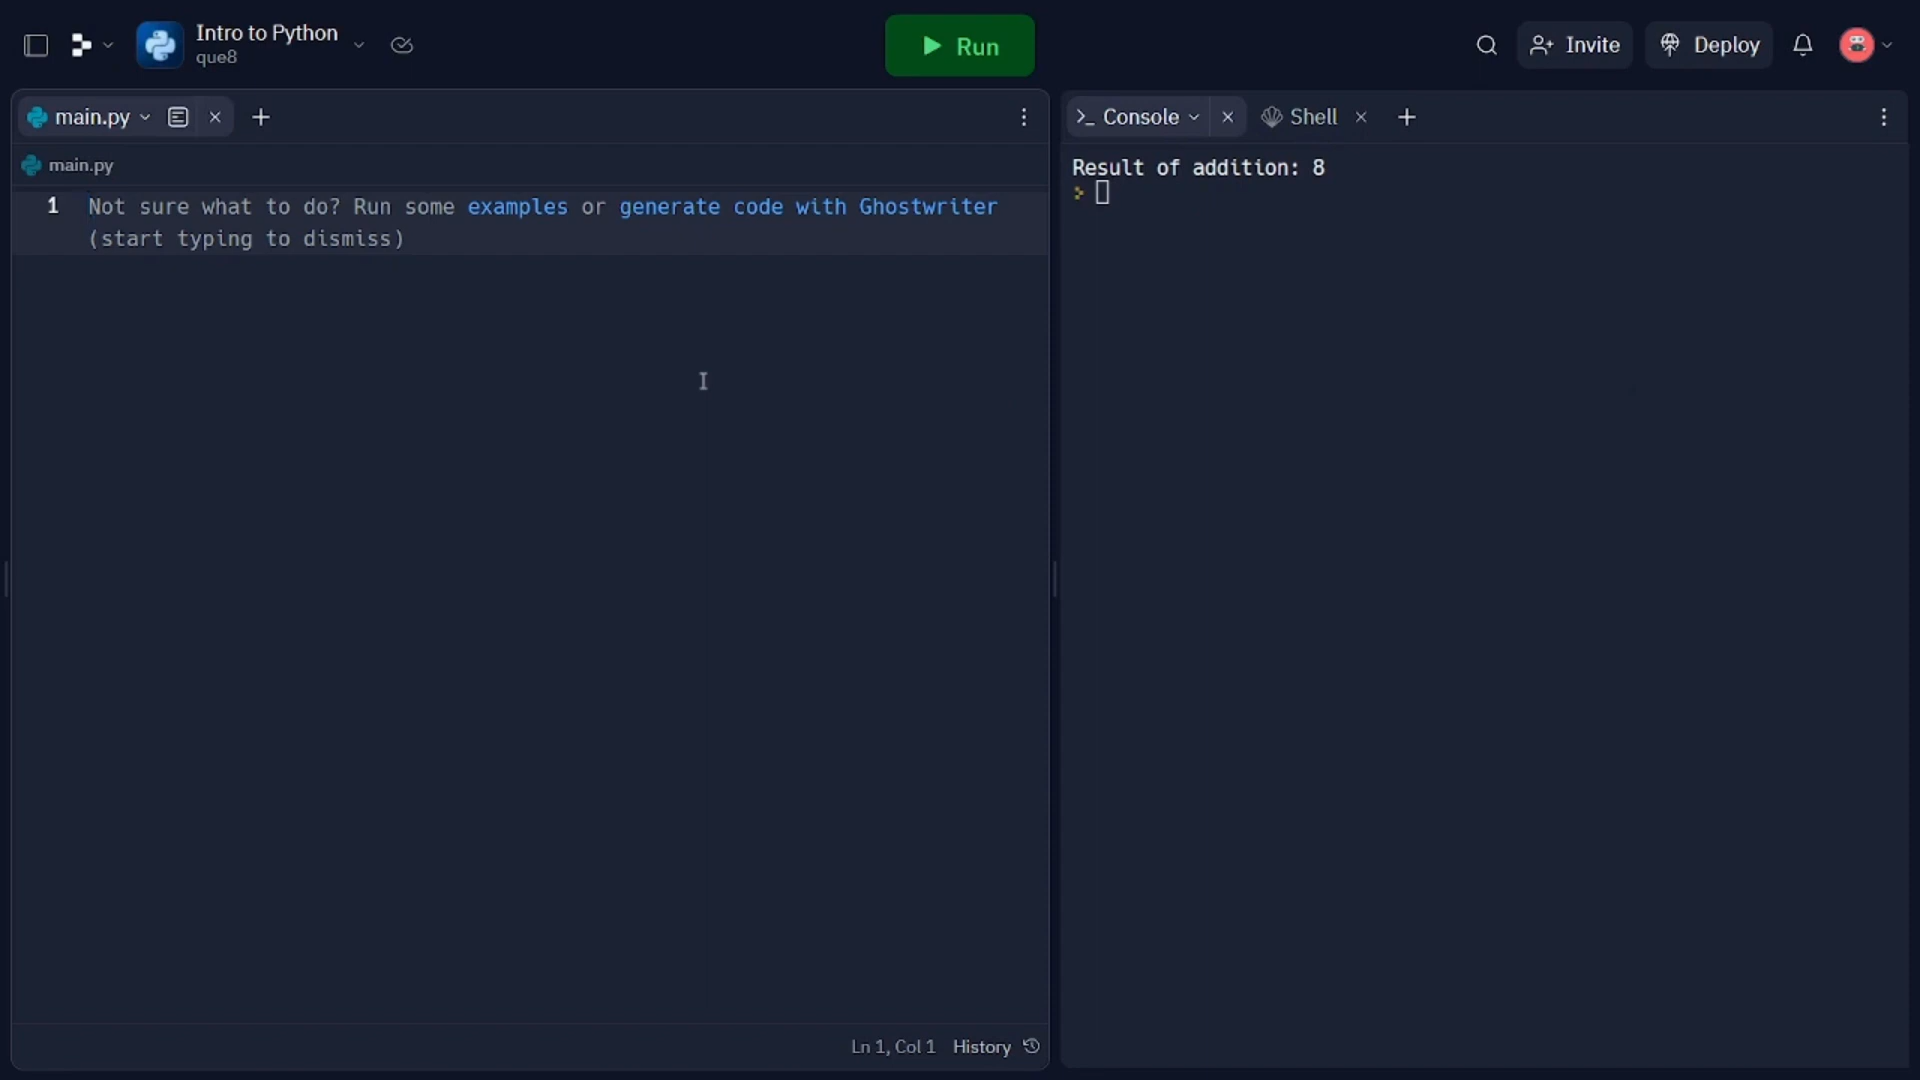 Intro to Python
que8
Run
Invite
Deploy
main.py
main.py
1 Not sure what to do? Run some examples or generate code with Ghostwriter
(start typing to dismiss)
Ln 1, Col 1 History
Console
Shell
Result of addition: 8